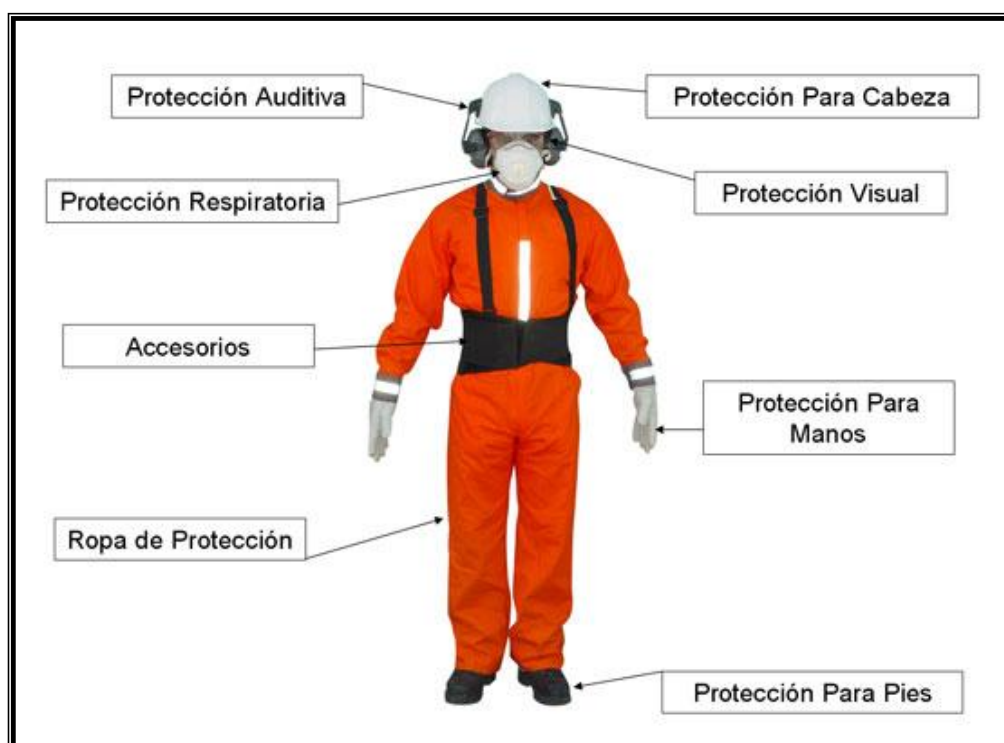 Protección Auditiva
Protección Para Cabeza
Protección Respiratoria
Protección Visual
Accesorios
Protección Para
Manos
Ropa de Protección
Protección Para Pies